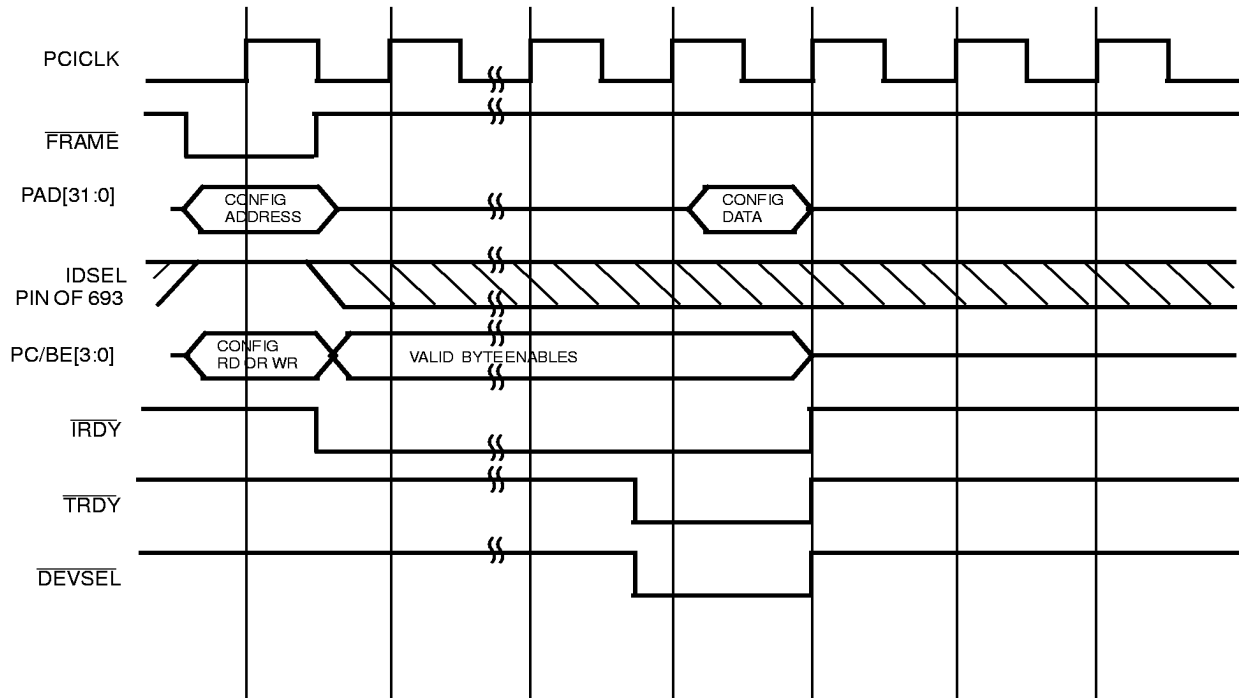 PCICLK
FRAME
PAD[31:0]
CONFIG
ADDRESS
CONFIG
DATA
IDSEL
PIN OF 693
PC/BE[3:0]
CONFIG
RD OR WR
VALID BYTE ENABLES
IRDY
TRDY
DEVSEL